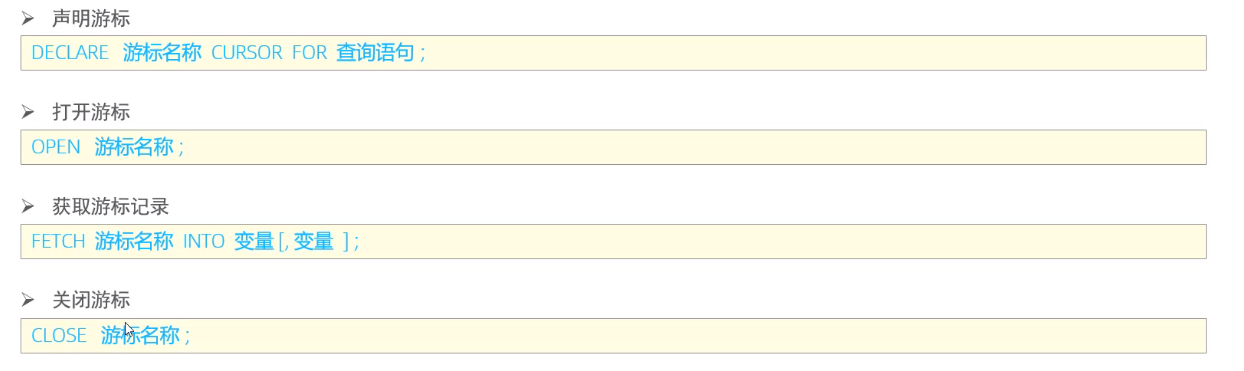 ➢ 声明游标
DECLARE 游标名称 CURSOR FOR 查询语句 ;
➢ 打开游标
OPEN 游标名称 ;
➢ 获取游标记录
FETCH 游标名称 INTO 变量 [, 变量 ] ;
➢ 关闭游标
CLOSE 游标名称 ;